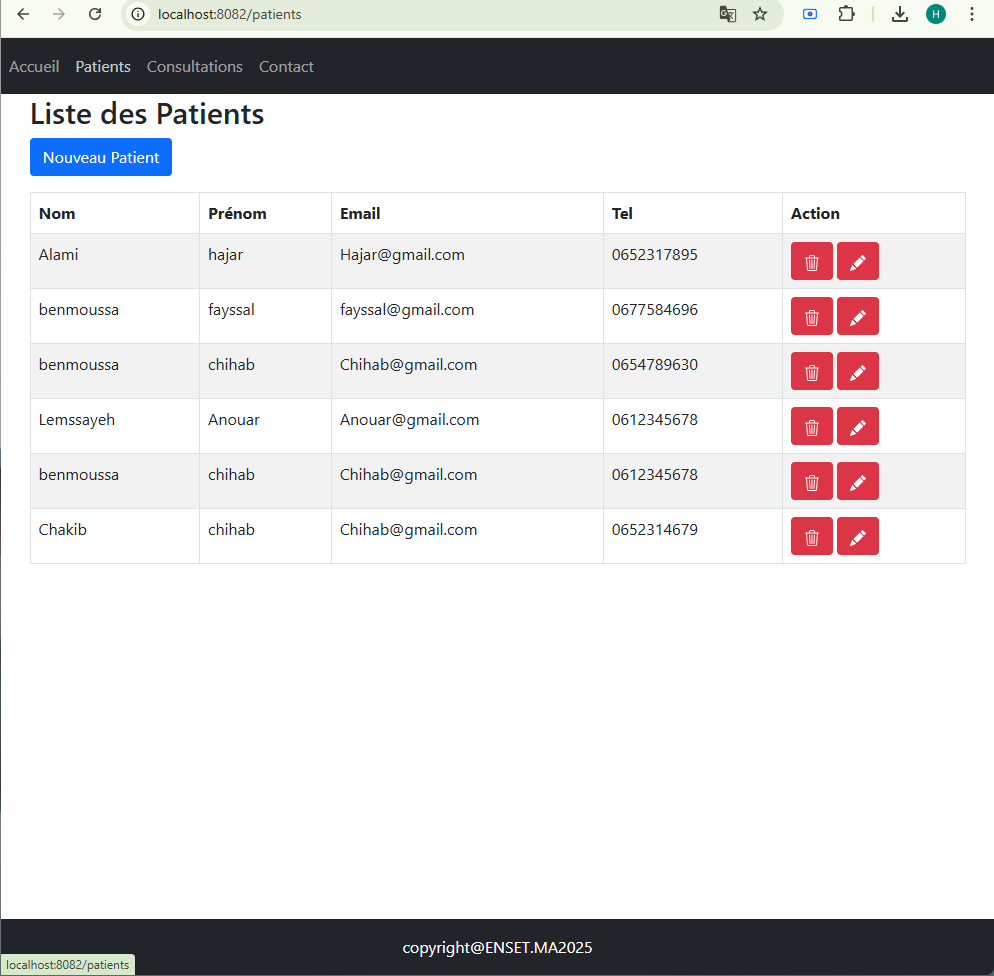 localhost:8082/patients
H
Accueil Patients Consultations Contact
Liste des Patients
Nouveau Patient
Nom Prénom Email Tel Action
Alami hajar Hajar@gmail.com 0652317895
benmoussa fayssal fayssal@gmail.com 0677584696
benmoussa chihab Chihab@gmail.com 0654789630
Lemssayeh Anouar Anouar@gmail.com 0612345678
benmoussa chihab Chihab@gmail.com 0612345678
Chakib chihab Chihab@gmail.com 0652314679
copyright@ENSET.MA2025
localhost:8082/patients